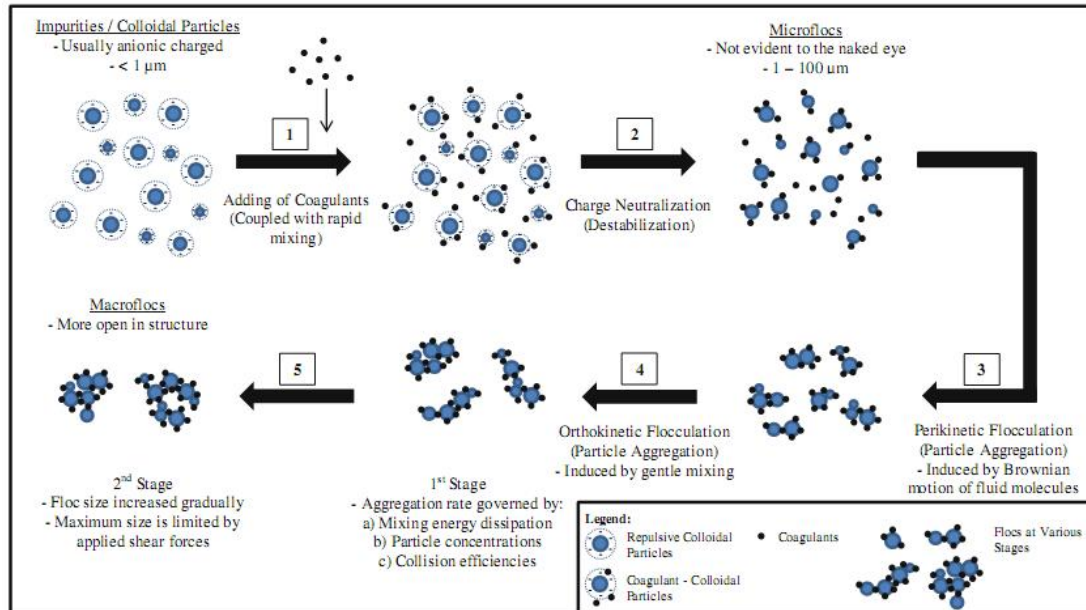 Impurities / Colloidal Particles
- Usually anionic charged
- < 1 µm
1
Adding of Coagulants
(Coupled with rapid
mixing)
2
Charge Neutralization
(Destabilization)
Microflocs
- Not evident to the naked eye
- 1 – 100 µm
3
Perikinetic Flocculation
(Particle Aggregation)
- Induced by Brownian
motion of fluid molecules
4
Orthokinetic Flocculation
(Particle Aggregation)
- Induced by gentle mixing
1st Stage
- Aggregation rate governed by:
a) Mixing energy dissipation
b) Particle concentrations
c) Collision efficiencies
5
Macroflocs
- More open in structure
2nd Stage
- Floc size increased gradually
- Maximum size is limited by
applied shear forces
Legend:
Repulsive Colloidal
Particles
Coagulant - Colloidal
Particles
Coagulants
Flocs at Various
Stages